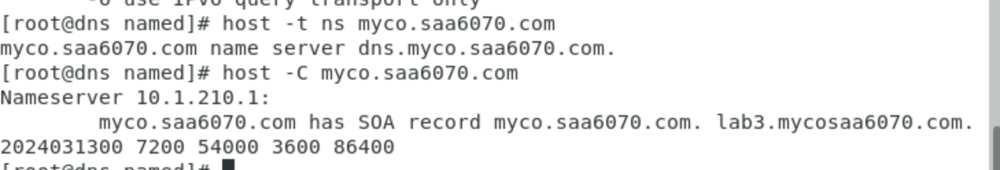 -6 use IPv6 query transport only
[root@dns named]# host -t ns myco.saa6070.com
myco.saa6070.com name server dns.myco.saa6070.com.
[root@dns named]# host -C myco.saa6070.com
Nameserver 10.1.210.1:
myco.saa6070.com has SOA record myco.saa6070.com. lab3.mycosaa6070.com.
2024031300 7200 54000 3600 86400
[root@dns named]#